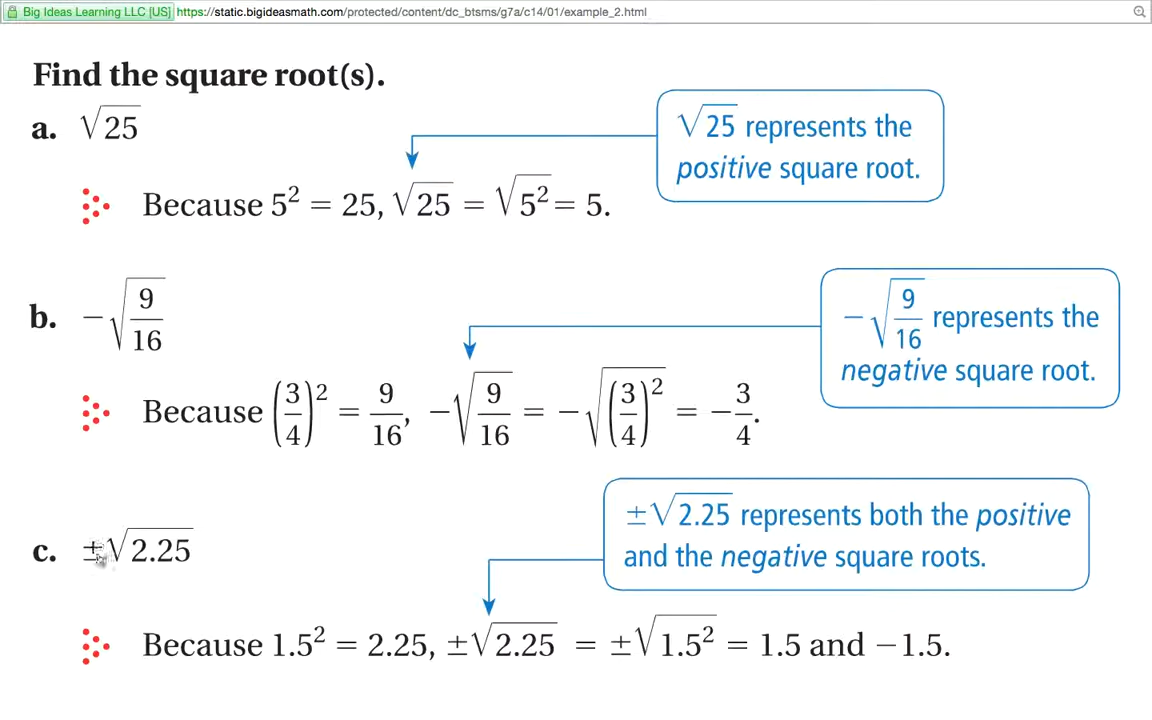 Big Ideas Learning LLC [US] https://static.bigideasmath.com/protected/content/dc_btsms/g7a/c14/01/example_2.html
Find the square root(s).
a. √25
√25 represents the
positive square root.
Because 5² = 25, √25 = √5² = 5.
b. −√(9/16)
−√(9/16) represents the
negative square root.
Because (3/4)² = 9/16, −√(9/16) = −√((3/4)²) = −3/4.
c. ±√2.25
±√2.25 represents both the positive
and the negative square roots.
Because 1.5² = 2.25, ±√2.25 = ±√1.5² = 1.5 and −1.5.